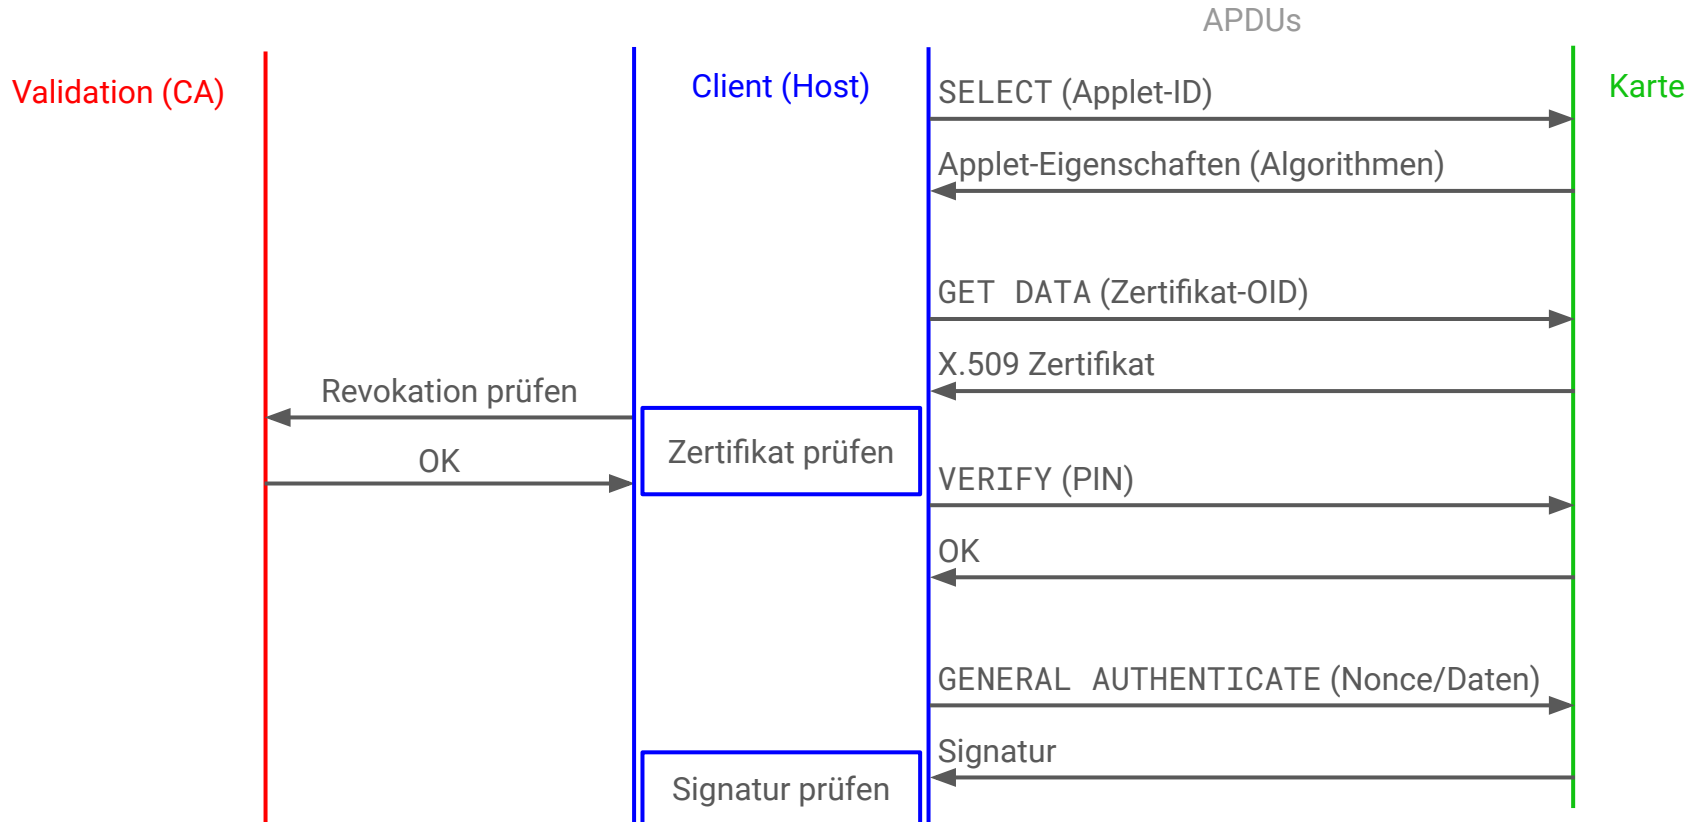 APDUs
Validation (CA)
Client (Host)
Karte
SELECT (Applet-ID)
Applet-Eigenschaften (Algorithmen)
GET DATA (Zertifikat-OID)
X.509 Zertifikat
Revokation prüfen
Zertifikat prüfen
OK
VERIFY (PIN)
OK
GENERAL AUTHENTICATE (Nonce/Daten)
Signatur
Signatur prüfen